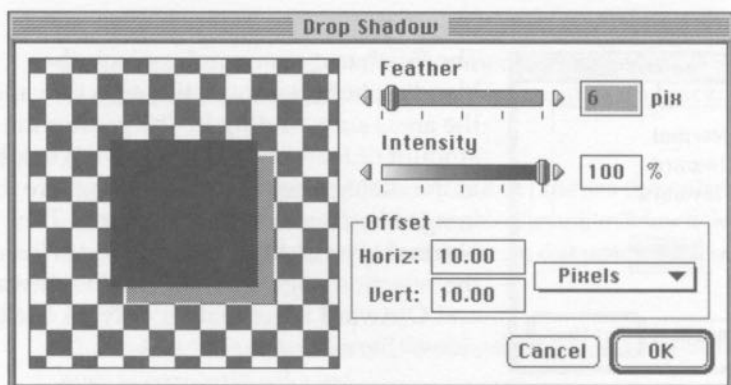 Drop Shadow
Feather
6 pix
Intensity
100 %
Offset
Horiz: 10.00
Vert: 10.00
Pixels
Cancel OK